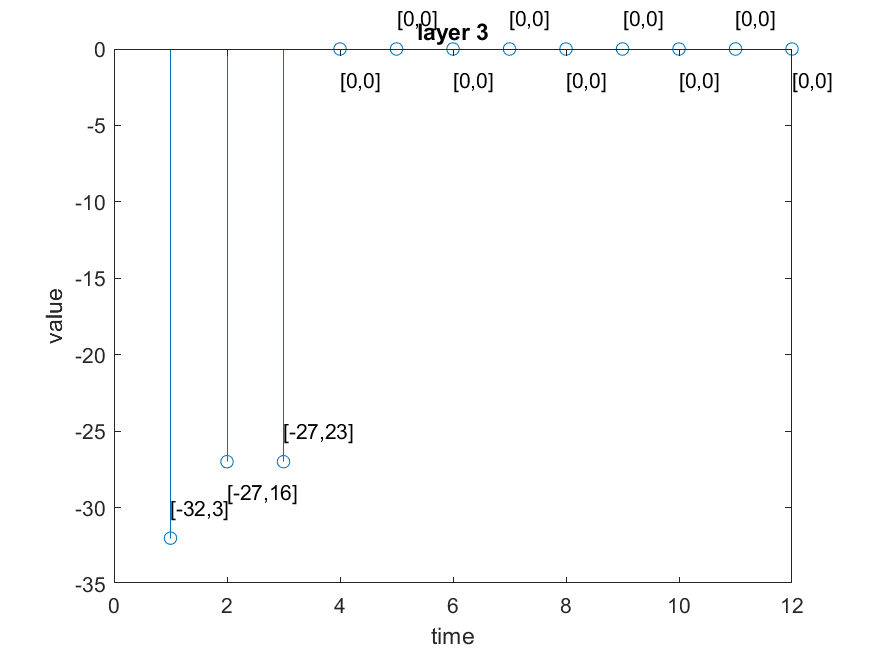 [0,0] [0,0] [0,0] [0,0]
layer 3
0
[0,0] [0,0] [0,0] [0,0] [0,0]
-5
-10
-15
-20
-25
-30
-35
value
[-27,23]
[-27,16]
[-32,3]
0 2 4 6 8 10 12
time